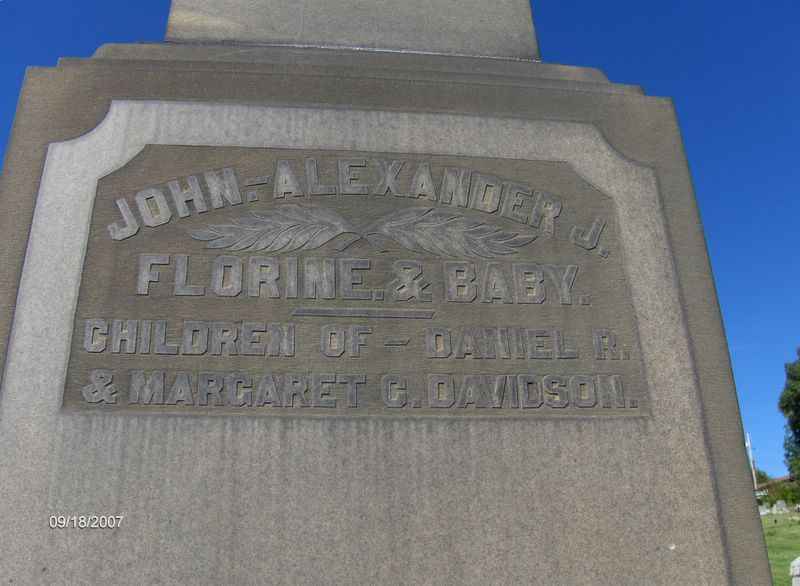 JOHN.-ALEXANDER J.
FLORINE. & BABY.
CHILDREN OF - DANIEL R.
& MARGARET C. DAVIDSON.
09/18/2007